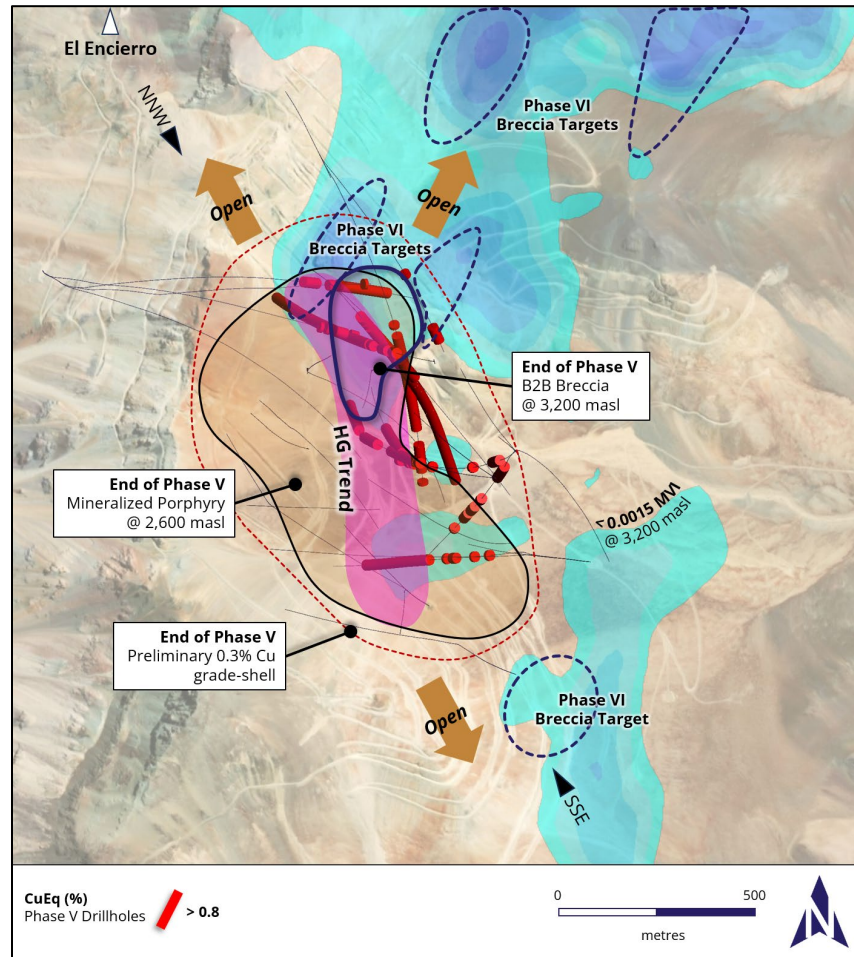 El Encierro
NNW
Phase VI
Breccia Targets
Open
Open
Phase VI
Breccia Targets
End of Phase V
B2B Breccia
@ 3,200 masl
HG Trend
End of Phase V
Mineralized Porphyry
@ 2,600 masl
< 0.0015 MVI
@ 3,200 masl
End of Phase V
Preliminary 0.3% Cu
grade-shell
Open
Phase VI
Breccia Target
SSE
CuEq (%)
Phase V Drillholes
> 0.8
0 500
metres
N